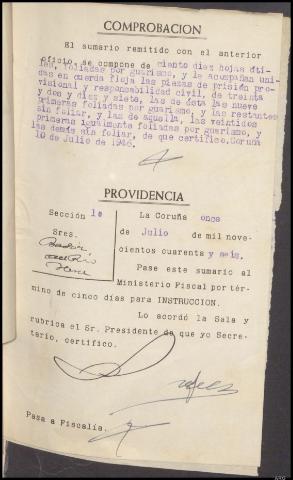 COMPROBACION
El sumario remitido con el anterior
oficio, se compone de ciento diez hojas úti-
les, foliadas por guarismo, y le acompañan uni-
das en cuerda floja las piezas de prisión pro-
visional y responsabilidad civil, de treinta
y dos y diez y siete, las de ésta las nueve
primeras foliadas por guarismo, y las restantes
sin foliar, y las de aquella, las veintidos
primeras igualmente foliadas por guarismo, y
las demás sin foliar, de que certifico. Coruña
10 de Julio de 1946.
PROVIDENCIA
Sección 1ª La Coruña once
Sres. de Julio de mil nove-
cientos cuarenta y seis.
Pase este sumario al
Ministerio Fiscal por tér-
mino de cinco días para INSTRUCCION.
Lo acordó la Sala y
rubrica el Sr. Presidente de que yo Secre-
tario, certifico.
Pasa a Fiscalía.